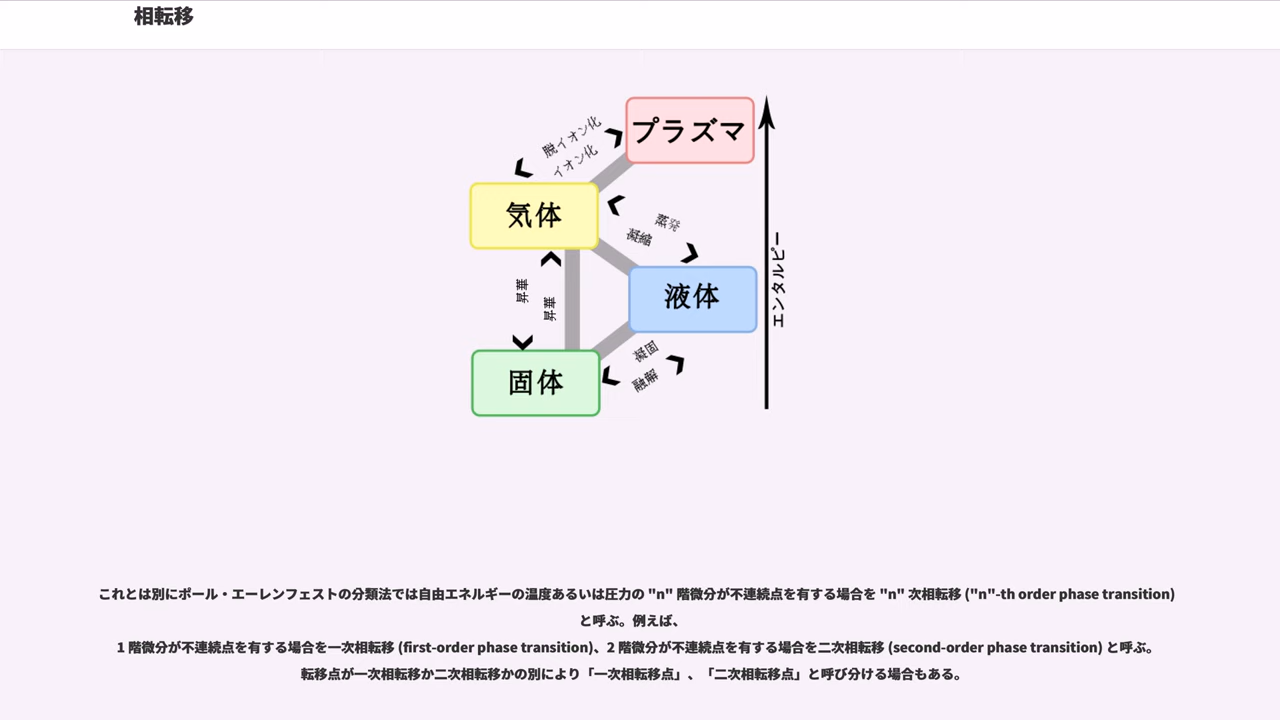 相転移
プラズマ
脱イオン化
イオン化
気体
蒸発
凝縮
エンタルピー
昇華
昇華
液体
凝固
融解
固体
これとは別にポール・エーレンフェストの分類法では自由エネルギーの温度あるいは圧力の "n" 階微分が不連続点を有する場合を "n" 次相転移 ("n"-th order phase transition)
と呼ぶ。例えば、
1 階微分が不連続点を有する場合を一次相転移 (first-order phase transition)、2 階微分が不連続点を有する場合を二次相転移 (second-order phase transition) と呼ぶ。
転移点が一次相転移か二次相転移かの別により「一次相転移点」、「二次相転移点」と呼び分ける場合もある。